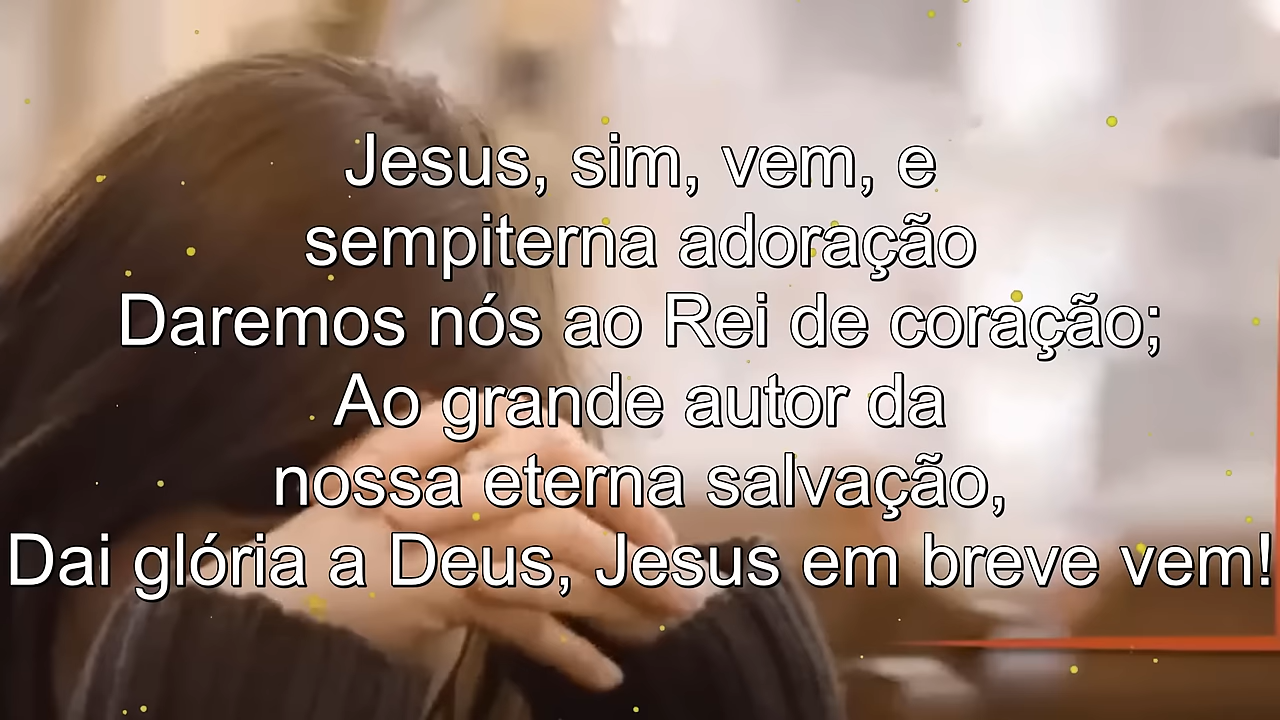 Jesus, sim, vem, e
sempiterna adoração
Daremos nós ao Rei de coração;
Ao grande autor da
nossa eterna salvação,
Dai glória a Deus, Jesus em breve vem!